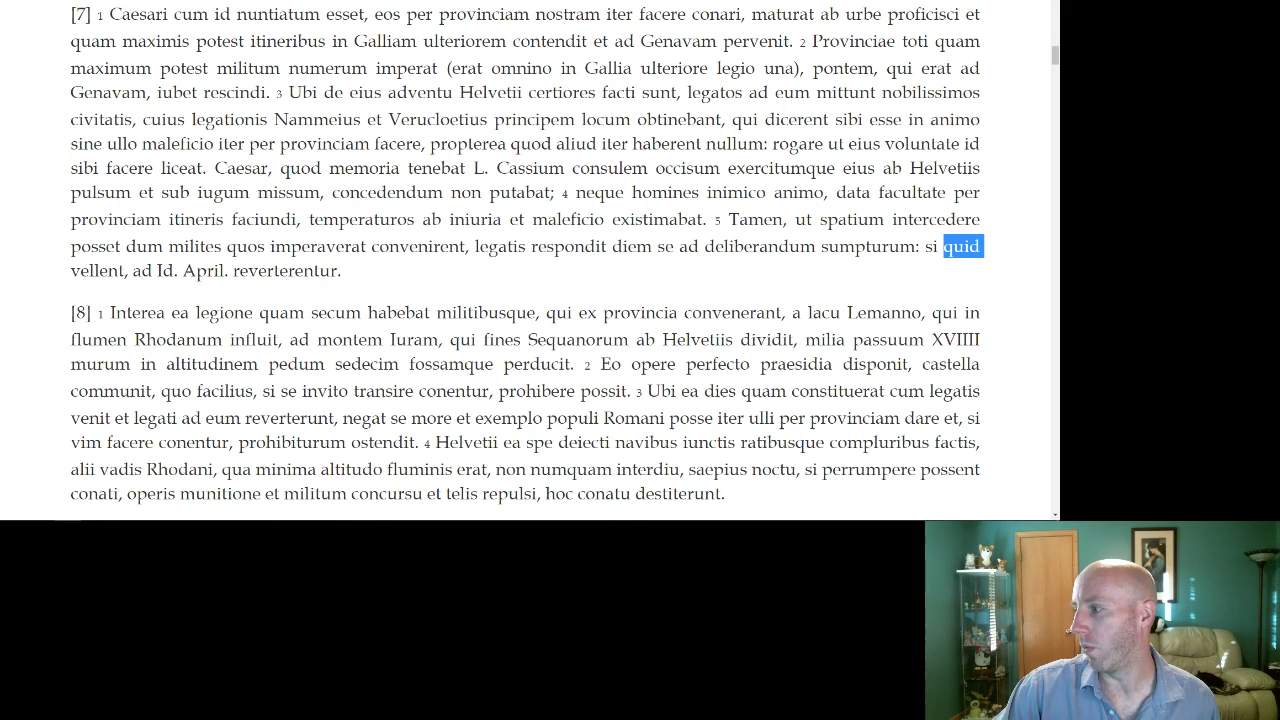 [7] 1 Caesari cum id nuntiatum esset, eos per provinciam nostram iter facere conari, maturat ab urbe proficisci et
quam maximis potest itineribus in Galliam ulteriorem contendit et ad Genavam pervenit. 2 Provinciae toti quam
maximum potest militum numerum imperat (erat omnino in Gallia ulteriore legio una), pontem, qui erat ad
Genavam, iubet rescindi. 3 Ubi de eius adventu Helvetii certiores facti sunt, legatos ad eum mittunt nobilissimos
civitatis, cuius legationis Nammeius et Verucloetius principem locum obtinebant, qui dicerent sibi esse in animo
sine ullo maleficio iter per provinciam facere, propterea quod aliud iter haberent nullum: rogare ut eius voluntate id
sibi facere liceat. Caesar, quod memoria tenebat L. Cassium consulem occisum exercitumque eius ab Helvetiis
pulsum et sub iugum missum, concedendum non putabat; 4 neque homines inimico animo, data facultate per
provinciam itineris faciundi, temperaturos ab iniuria et maleficio existimabat. 5 Tamen, ut spatium intercedere
posset dum milites quos imperaverat convenirent, legatis respondit diem se ad deliberandum sumpturum: si quid
vellent, ad Id. April. reverterentur.
[8] 1 Interea ea legione quam secum habebat militibusque, qui ex provincia convenerant, a lacu Lemanno, qui in
flumen Rhodanum influit, ad montem Iuram, qui fines Sequanorum ab Helvetiis dividit, milia passuum XVIIII
murum in altitudinem pedum sedecim fossamque perducit. 2 Eo opere perfecto praesidia disponit, castella
communit, quo facilius, si se invito transire conentur, prohibere possit. 3 Ubi ea dies quam constituerat cum legatis
venit et legati ad eum reverterunt, negat se more et exemplo populi Romani posse iter ulli per provinciam dare et, si
vim facere conentur, prohibiturum ostendit. 4 Helvetii ea spe deiecti navibus iunctis ratibusque compluribus factis,
alii vadis Rhodani, qua minima altitudo fluminis erat, non numquam interdiu, saepius noctu, si perrumpere possent
conati, operis munitione et militum concursu et telis repulsi, hoc conatu destiterunt.